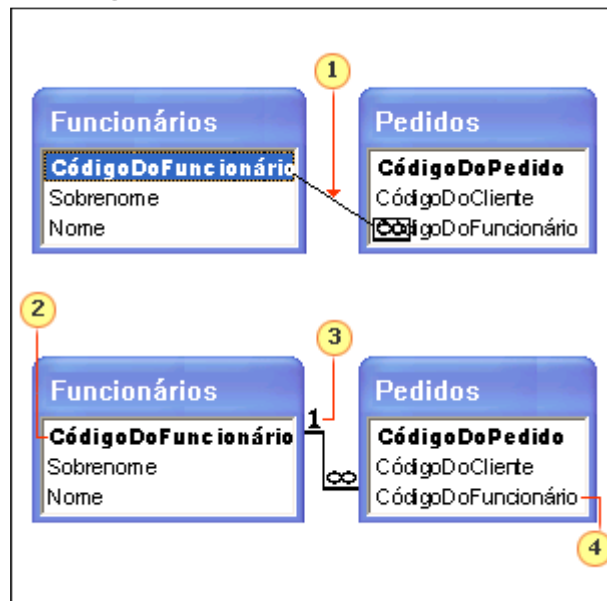 1
Funcionários
CódigoDoFuncionário
Sobrenome
Nome
Pedidos
CódigoDoPedido
CódigoDoCliente
CódigoDoFuncionário
2
3
Funcionários
CódigoDoFuncionário
Sobrenome
Nome
1
∞
Pedidos
CódigoDoPedido
CódigoDoCliente
CódigoDoFuncionário
4